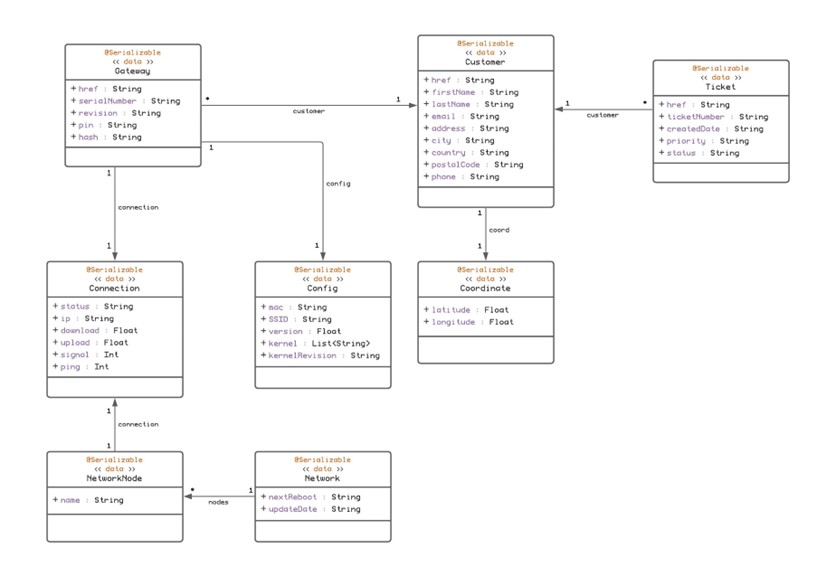 @Serializable
<< data >>
Gateway
+ href : String
+ serialNumber : String
+ revision : String
+ pin : String
+ hash : String
* 1
customer
@Serializable
<< data >>
Customer
+ href : String
+ firstName : String
+ lastName : String
+ email : String
+ address : String
+ city : String
+ country : String
+ postalCode : String
+ phone : String
1 *
customer
@Serializable
<< data >>
Ticket
+ href : String
+ ticketNumber : String
+ createdDate : String
+ priority : String
+ status : String
1
connection
1
1
config
1
1
coord
1
@Serializable
<< data >>
Connection
+ status : String
+ ip : String
+ download : Float
+ upload : Float
+ signal : Int
+ ping : Int
@Serializable
<< data >>
Config
+ mac : String
+ SSID : String
+ version : Float
+ kernel : List<String>
+ kernelRevision : String
@Serializable
<< data >>
Coordinate
+ latitude : Float
+ longitude : Float
1
connection
1
@Serializable
<< data >>
NetworkNode
+ name : String
* 1
nodes
@Serializable
<< data >>
Network
+ nextReboot : String
+ updateDate : String